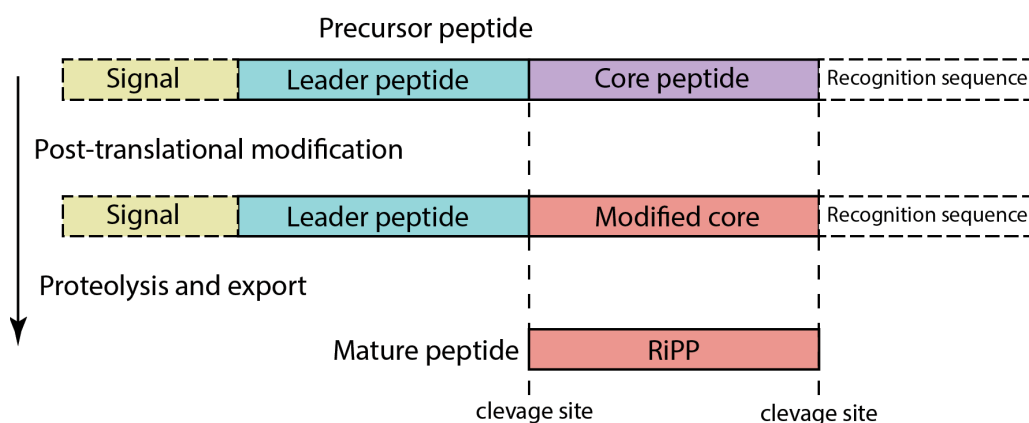 Precursor peptide
Signal
Leader peptide
Core peptide
Recognition sequence
Post-translational modification
Signal
Leader peptide
Modified core
Recognition sequence
Proteolysis and export
Mature peptide
RiPP
clevage site
clevage site